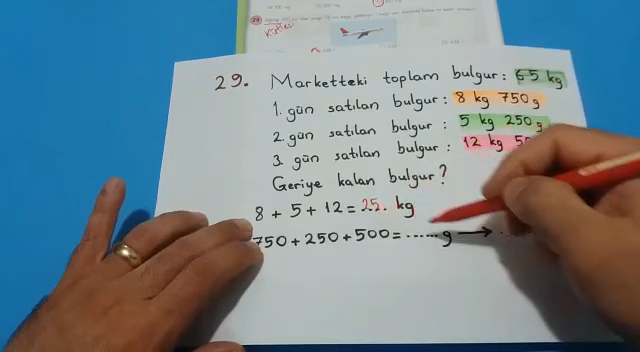 Kütlesi
29. Marketteki toplam bulgur: 65 kg
1. gün satılan bulgur: 8 kg 750 g
2. gün satılan bulgur: 5 kg 250 g
3. gün satılan bulgur: 12 kg
Geriye kalan bulgur?
8 + 5 + 12 = 25 kg
750 + 250 + 500 = ...... g →